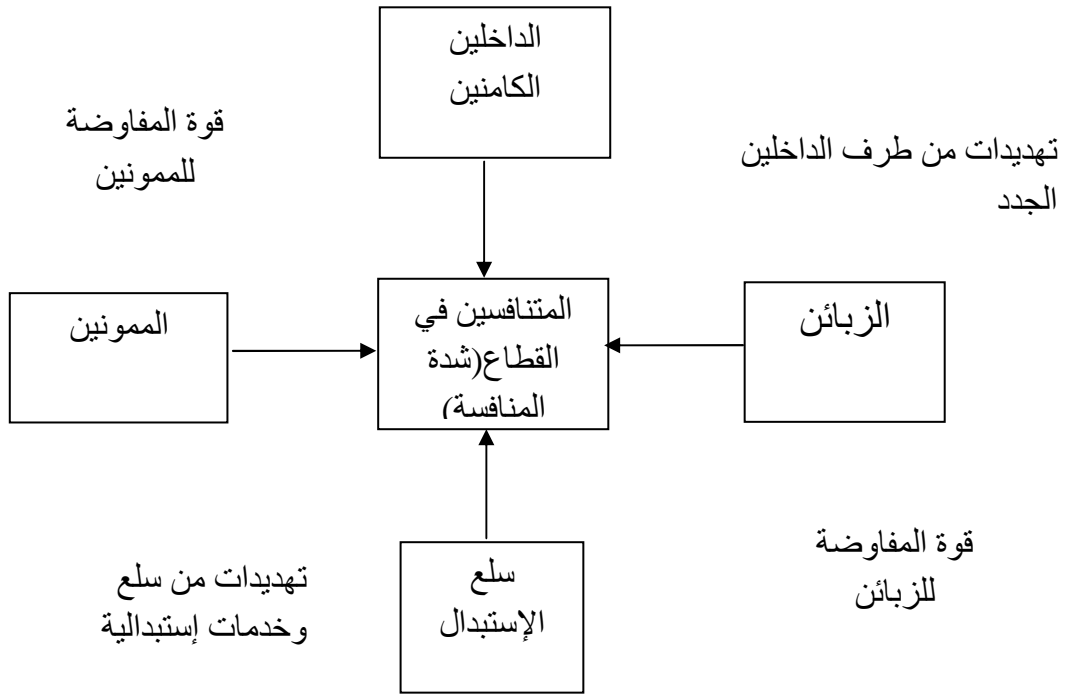 الداخلين
الكامنين
قوة المفاوضة
للممونين
تهديدات من طرف الداخلين
الجدد
الزبائن
المتنافسين في
القطاع(شدة
المنافسة)
الممونين
قوة المفاوضة
للزبائن
سلع
الإستبدال
تهديدات من سلع
وخدمات إستبدالية